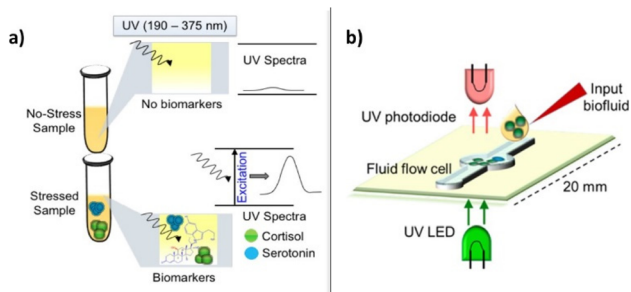 a)
UV (190 – 375 nm)
UV Spectra
No-Stress
Sample
No biomarkers
Excitation
Stressed
Sample
UV Spectra
Cortisol
Serotonin
Biomarkers
b)
Input
biofluid
UV photodiode
Fluid flow cell
20 mm
UV LED